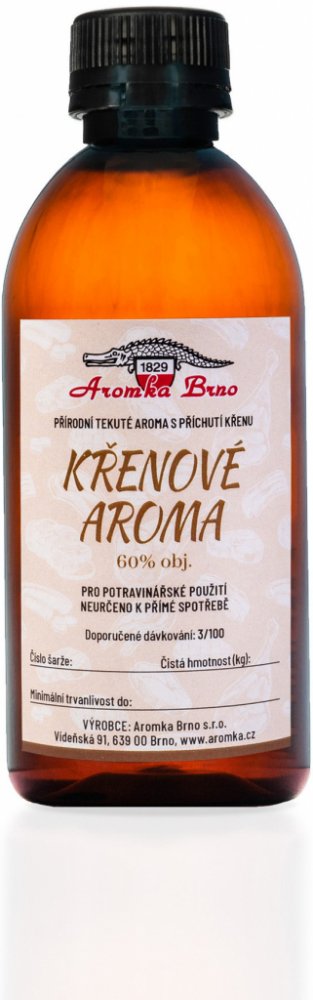 1829
Aromka Brno
PŘÍRODNÍ TEKUTÉ AROMA S PŘÍCHUTÍ KŘENU
KŘENOVÉ
AROMA
60% obj.
PRO POTRAVINÁŘSKÉ POUŽITÍ
NEURČENO K PŘÍMÉ SPOTŘEBĚ
Doporučené dávkování: 3/100
Číslo šarže: Čistá hmotnost (kg):
Minimální trvanlivost do:
VÝROBCE: Aromka Brno s.r.o.
Vídeňská 91, 639 00 Brno, www.aromka.cz